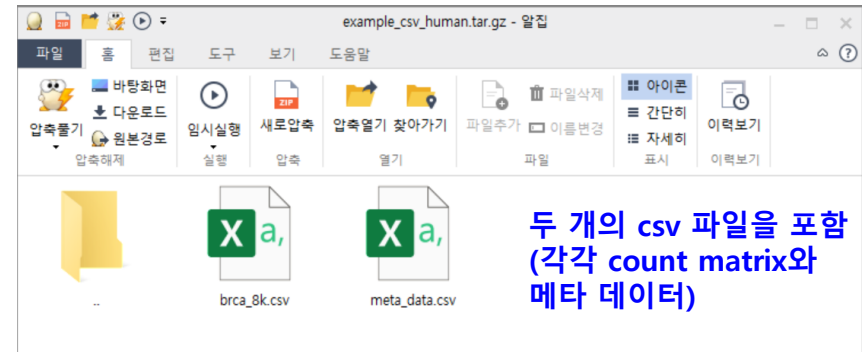 example_csv_human.tar.gz - 알집
파일 홈 편집 도구 보기 도움말
압축풀기
바탕화면
다운로드
원본경로
압축해제
임시실행
실행
ZIP
새로압축
압축
압축열기 찾아가기
열기
파일추가
파일삭제
이름변경
파일
아이콘
간단히
자세히
표시
이력보기
이력보기
..
brca_8k.csv
meta_data.csv
두 개의 csv 파일을 포함
(각각 count matrix와
메타 데이터)